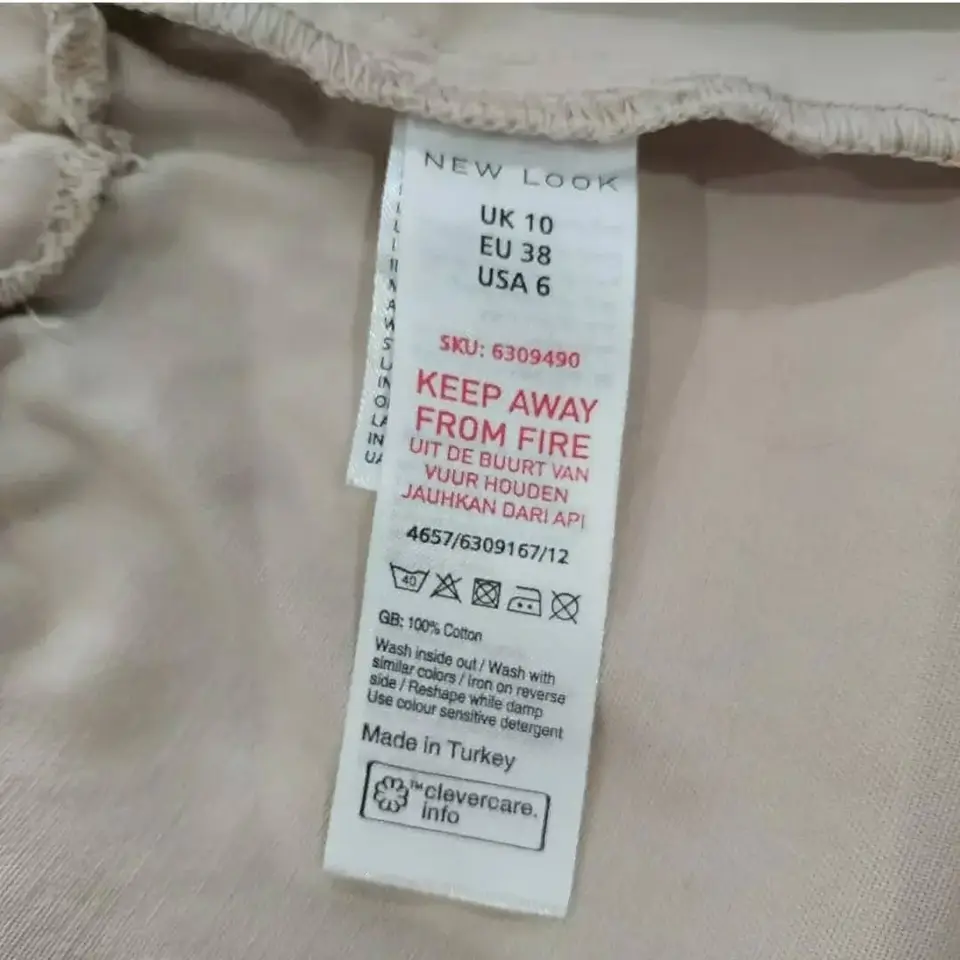 NEW LOOK
UK 10
EU 38
USA 6
SKU: 6309490
KEEP AWAY
FROM FIRE
UIT DE BUURT VAN
VUUR HOUDEN
JAUHKAN DARI API
4657/6309167/12
40
GB: 100% Cotton
Wash inside out / Wash with
similar colors / Iron on reverse
side / Reshape while damp
Use colour sensitive detergent
Made in Turkey
™clevercare.
info